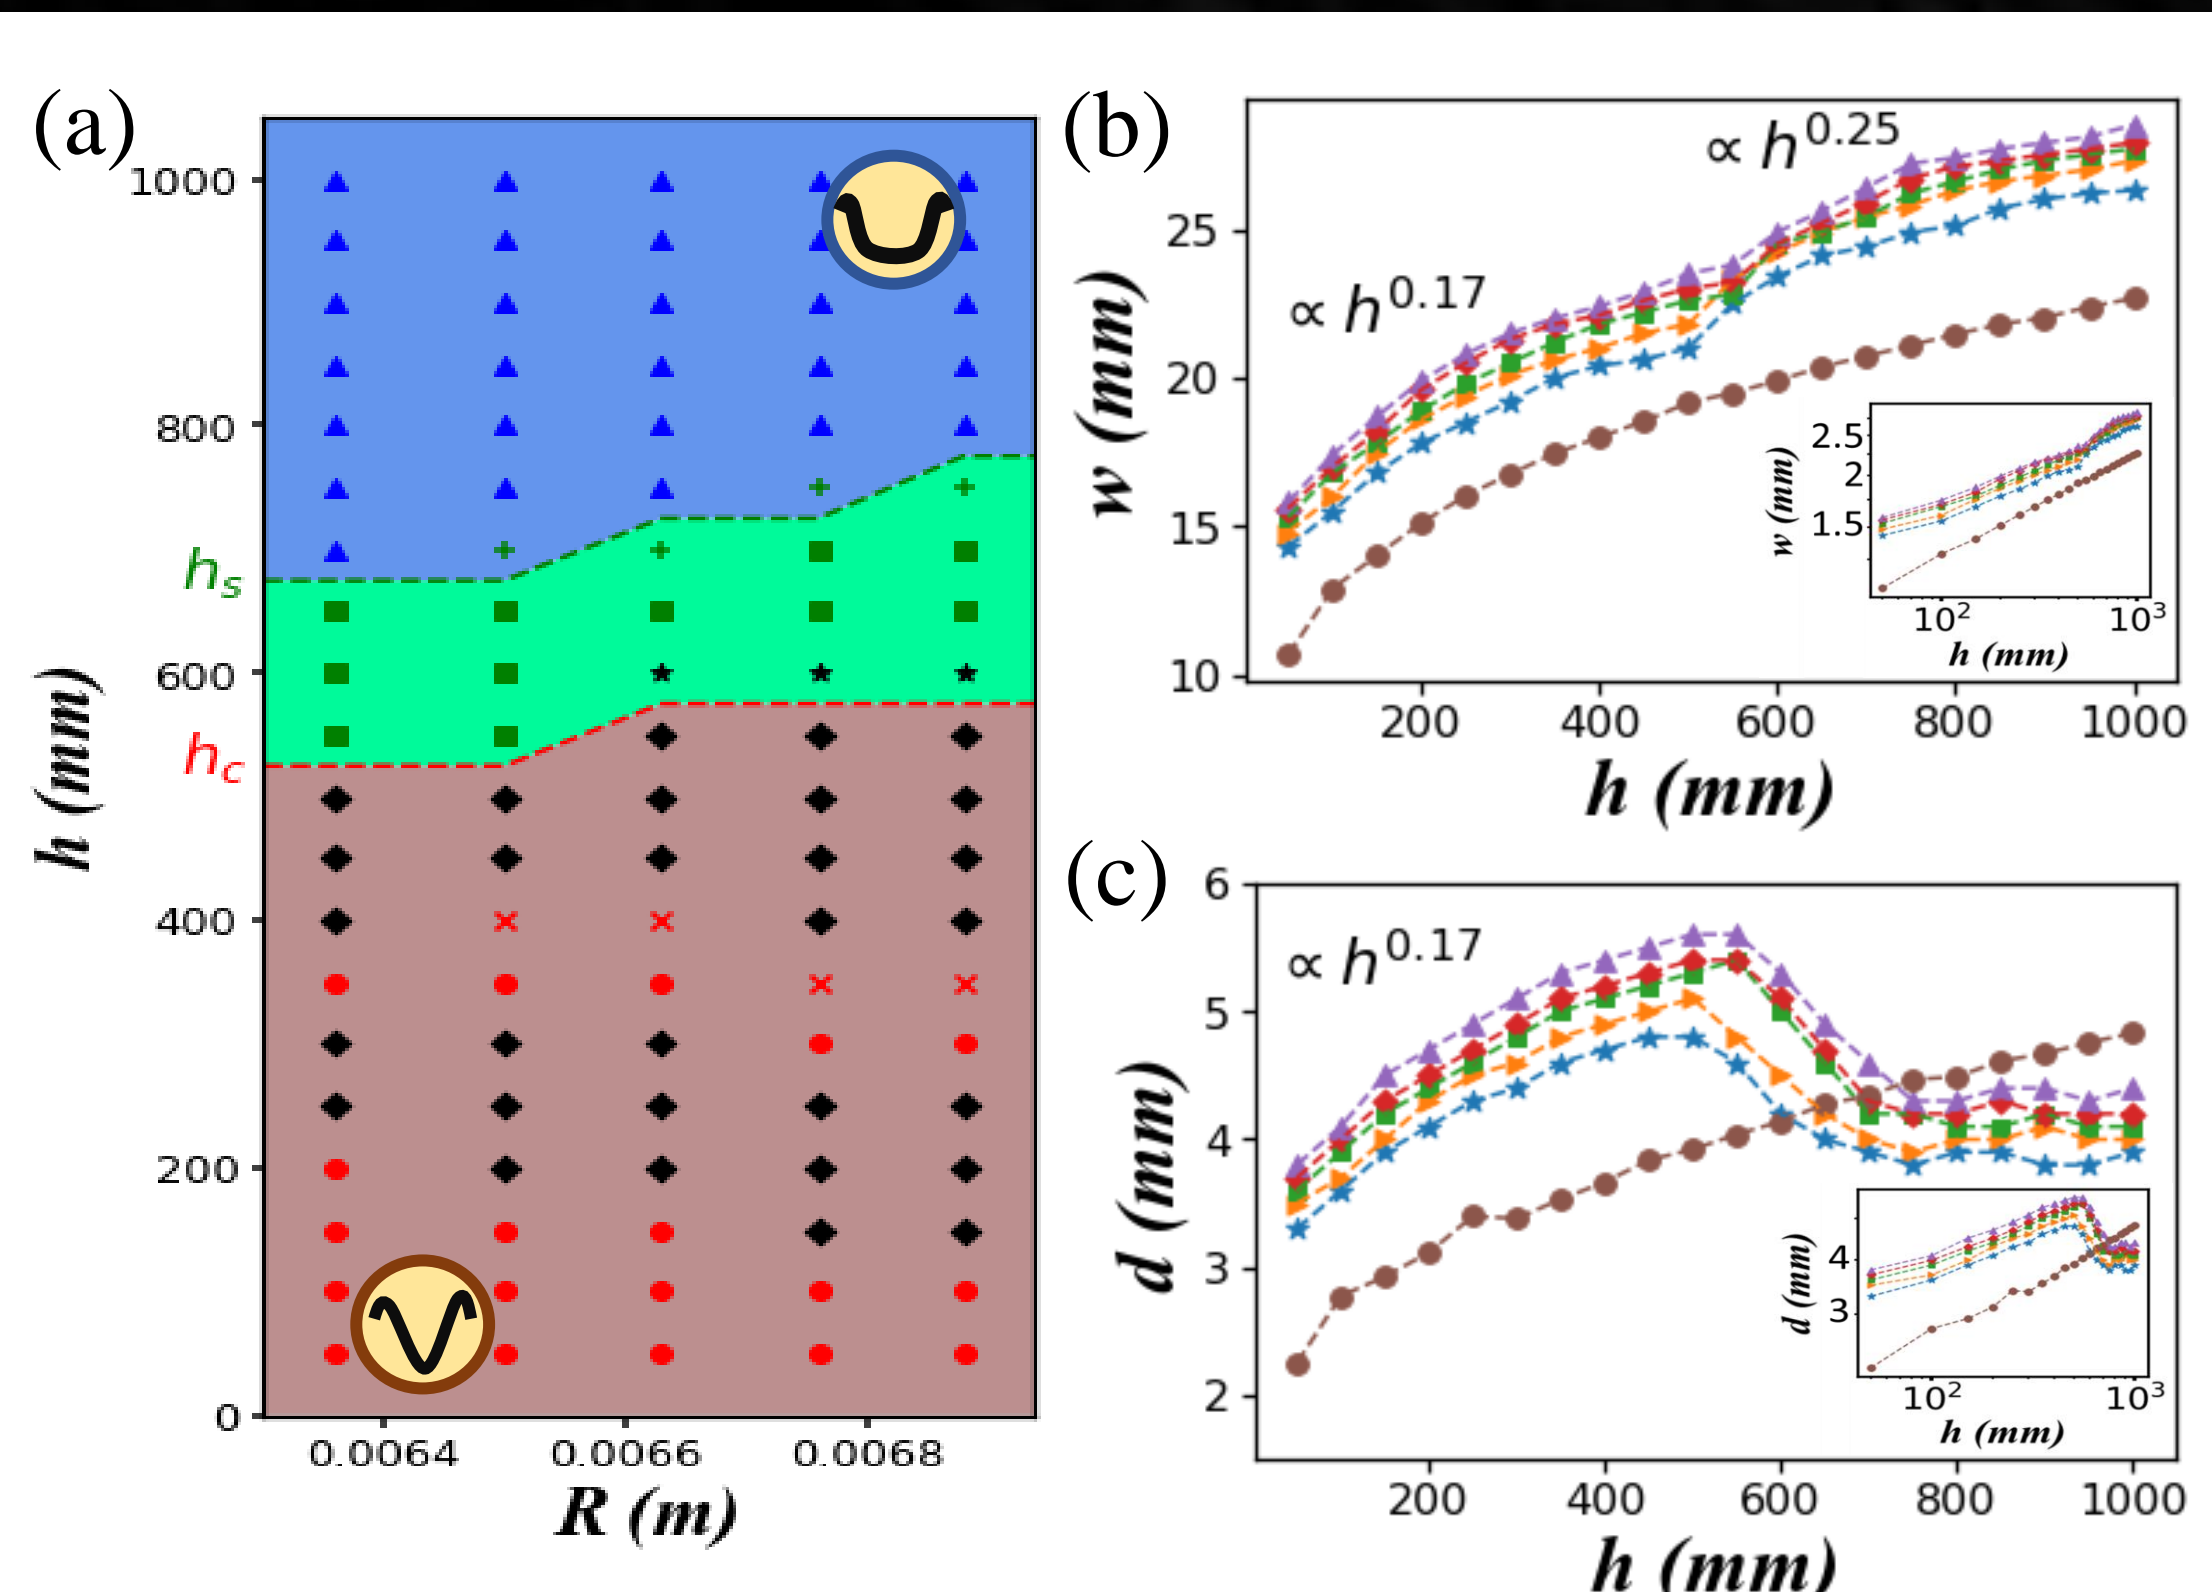 (a)
1000
800
h_s
600
h_c
400
200
0
h (mm)
0.0064 0.0066 0.0068
R (m)
(b)
∝ h^0.25
∝ h^0.17
25
20
15
10
w (mm)
200 400 600 800 1000
h (mm)
2.5
2
1.5
w (mm)
10^2 10^3
h (mm)
(c)
∝ h^0.17
6
5
4
3
2
d (mm)
200 400 600 800 1000
h (mm)
4
3
d (mm)
10^2 10^3
h (mm)